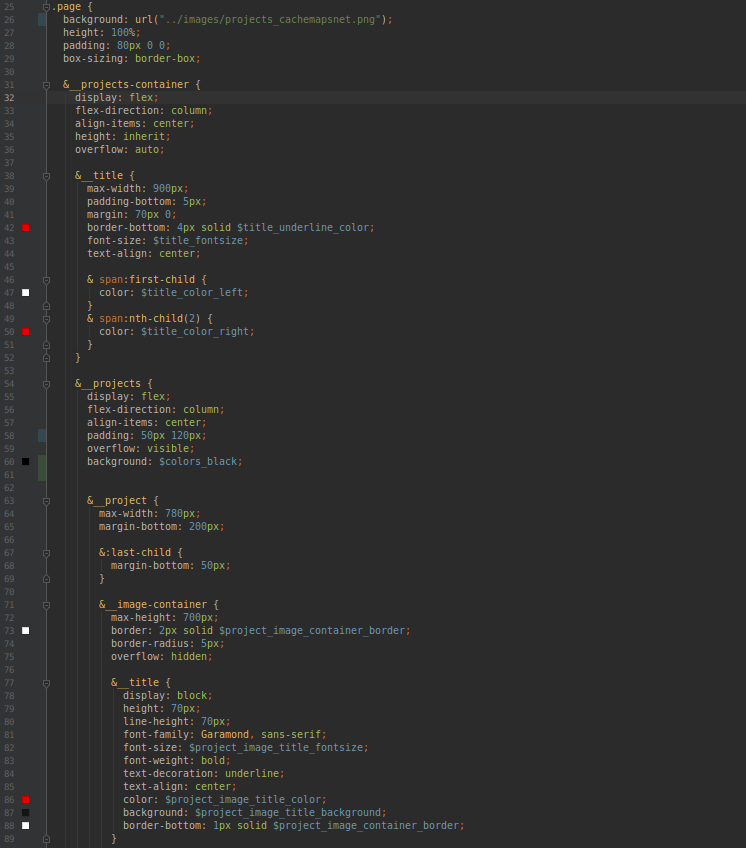 25 .page {
26 background: url("../images/projects_cachemapsnet.png");
27 height: 100%;
28 padding: 80px 0 0;
29 box-sizing: border-box;
30
31 &__projects-container {
32 display: flex;
33 flex-direction: column;
34 align-items: center;
35 height: inherit;
36 overflow: auto;
37
38 &__title {
39 max-width: 900px;
40 padding-bottom: 5px;
41 margin: 70px 0;
42 border-bottom: 4px solid $title_underline_color;
43 font-size: $title_fontsize;
44 text-align: center;
45
46 & span:first-child {
47 color: $title_color_left;
48 }
49 & span:nth-child(2) {
50 color: $title_color_right;
51 }
52 }
53
54 &__projects {
55 display: flex;
56 flex-direction: column;
57 align-items: center;
58 padding: 50px 120px;
59 overflow: visible;
60 background: $colors_black;
61
62
63 &__project {
64 max-width: 780px;
65 margin-bottom: 200px;
66
67 &:last-child {
68 margin-bottom: 50px;
69 }
70
71 &__image-container {
72 max-height: 700px;
73 border: 2px solid $project_image_container_border;
74 border-radius: 5px;
75 overflow: hidden;
76
77 &__title {
78 display: block;
79 height: 70px;
80 line-height: 70px;
81 font-family: Garamond, sans-serif;
82 font-size: $project_image_title_fontsize;
83 font-weight: bold;
84 text-decoration: underline;
85 text-align: center;
86 color: $project_image_title_color;
87 background: $project_image_title_background;
88 border-bottom: 1px solid $project_image_container_border;
89 }